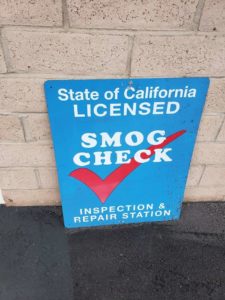 State of California
LICENSED
SMOG
CHECK
INSPECTION &
REPAIR STATION